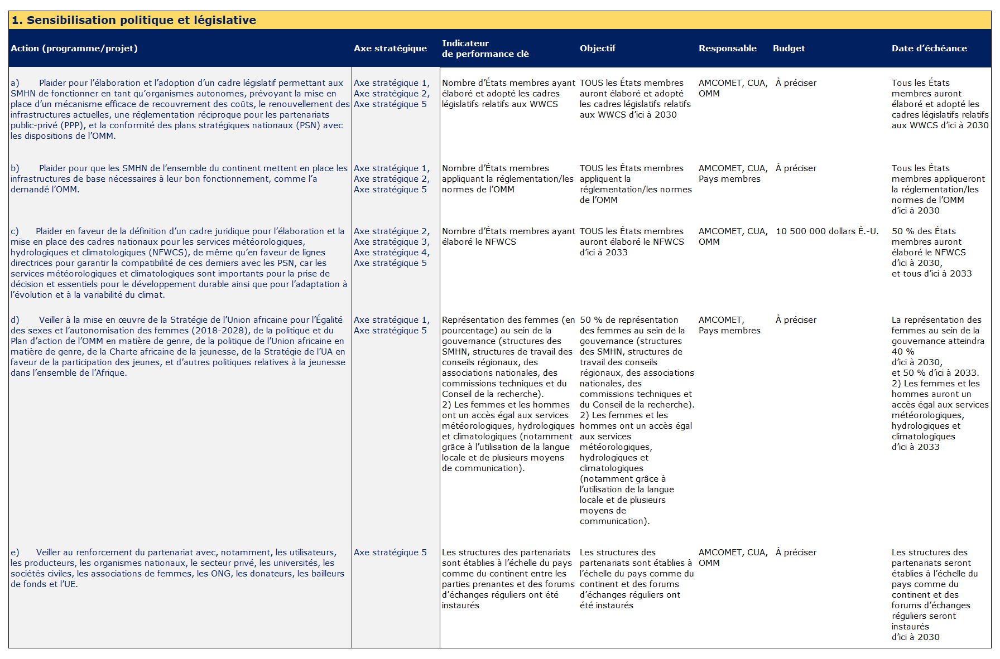 1. Sensibilisation politique et législative
Action (programme/projet)
Axe stratégique
Indicateur
de performance clé
Objectif
Responsable
Budget
Date d’échéance
a) Plaider pour l’élaboration et l’adoption d’un cadre législatif permettant aux
SMHN de fonctionner en tant qu’organismes autonomes, prévoyant la mise en
place d’un mécanisme efficace de recouvrement des coûts, le renouvellement des
infrastructures actuelles, une réglementation réciproque pour les partenariats
public-privé (PPP), et la conformité des plans stratégiques nationaux (PSN) avec
les dispositions de l’OMM.
Axe stratégique 1,
Axe stratégique 2,
Axe stratégique 5
Nombre d’États membres ayant
élaboré et adopté les cadres
législatifs relatifs aux WWCS
TOUS les États membres
auront élaboré et adopté
les cadres législatifs relatifs
aux WWCS d’ici à 2030
AMCOMET, CUA,
OMM
À préciser
Tous les États
membres auront
élaboré et adopté les
cadres législatifs relatifs
aux WWCS d’ici à 2030
b) Plaider pour que les SMHN de l’ensemble du continent mettent en place les
infrastructures de base nécessaires à leur bon fonctionnement, comme l’a
demandé l’OMM.
Axe stratégique 1,
Axe stratégique 2,
Axe stratégique 5
Nombre d’États membres
appliquant la réglementation/les
normes de l’OMM
TOUS les États membres
appliquent la
réglementation/les normes
de l’OMM
AMCOMET, CUA,
Pays membres
À préciser
Tous les États
membres appliqueront
la réglementation/les
normes de l’OMM
d’ici à 2030
c) Plaider en faveur de la définition d’un cadre juridique pour l’élaboration et la
mise en place des cadres nationaux pour les services météorologiques,
hydrologiques et climatologiques (NFWCS), de même qu’en faveur de lignes
directrices pour garantir la compatibilité de ces derniers avec les PSN, car les
services météorologiques et climatologiques sont importants pour la prise de
décision et essentiels pour le développement durable ainsi que pour l’adaptation à
l’évolution et à la variabilité du climat.
Axe stratégique 2,
Axe stratégique 3,
Axe stratégique 4,
Axe stratégique 5
Nombre d’États membres ayant
élaboré le NFWCS
TOUS les États membres
auront élaboré le NFWCS
d’ici à 2033
AMCOMET, CUA,
OMM
10 500 000 dollars É.-U.
50 % des États
membres auront
élaboré le NFWCS
d’ici à 2030,
et tous d’ici à 2033
d) Veiller à la mise en œuvre de la Stratégie de l’Union africaine pour l’Égalité
des sexes et l’autonomisation des femmes (2018-2028), de la politique et du
Plan d’action de l’OMM en matière de genre, de la politique de l’Union africaine en
matière de genre, de la Charte africaine de la jeunesse, de la Stratégie de l’UA en
faveur de la participation des jeunes, et d’autres politiques relatives à la jeunesse
dans l’ensemble de l’Afrique.
Axe stratégique 1,
Axe stratégique 5
Représentation des femmes (en
pourcentage) au sein de la
gouvernance (structures des
SMHN, structures de travail des
conseils régionaux, des
associations nationales, des
commissions techniques et du
Conseil de la recherche).
2) Les femmes et les hommes
ont un accès égal aux services
météorologiques, hydrologiques
et climatologiques (notamment
grâce à l’utilisation de la langue
locale et de plusieurs moyens
de communication).
50 % de représentation
des femmes au sein de la
gouvernance (structures
des SMHN, structures de
travail des conseils
régionaux, des associations
nationales, des
commissions techniques et
du Conseil de la recherche).
2) Les femmes et les
hommes ont un accès égal
aux services
météorologiques,
hydrologiques et
climatologiques
(notamment grâce à
l’utilisation de la langue
locale et de plusieurs
moyens de
communication).
AMCOMET,
Pays membres
À préciser
La représentation des
femmes au sein de la
gouvernance atteindra
40 %
d’ici à 2030,
et 50 % d’ici à 2033.
2) Les femmes et les
hommes auront un
accès égal aux services
météorologiques,
hydrologiques et
climatologiques
d’ici à 2033
e) Veiller au renforcement du partenariat avec, notamment, les utilisateurs,
les producteurs, les organismes nationaux, le secteur privé, les universités, les
sociétés civiles, les associations de femmes, les ONG, les donateurs, les bailleurs
de fonds et l’UE.
Axe stratégique 5
Les structures des partenariats
sont établies à l’échelle du pays
comme du continent entre les
parties prenantes et des forums
d’échanges réguliers ont été
instaurés
Les structures des
partenariats sont établies à
l’échelle du pays comme du
continent et des forums
d’échanges réguliers ont
été instaurés
AMCOMET, CUA,
OMM
À préciser
Les structures des
partenariats seront
établies à l’échelle du
pays comme du
continent et des
forums d’échanges
réguliers seront
instaurés
d’ici à 2030